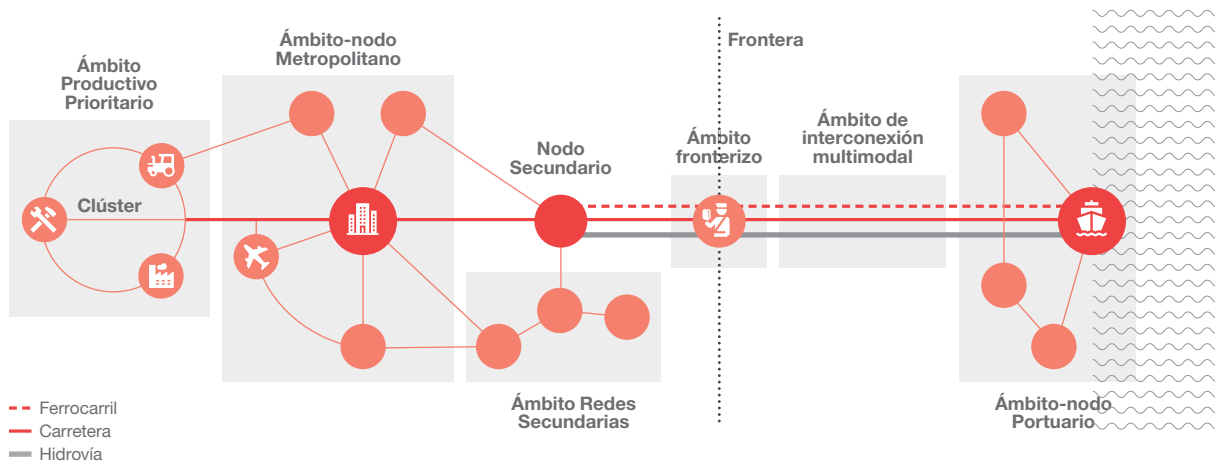 Ámbito
Productivo
Prioritario
Ámbito-nodo
Metropolitano
Frontera
Nodo
Secundario
Ámbito
fronterizo
Ámbito de
interconexión
multimodal
Clúster
Ámbito Redes
Secundarias
Ámbito-nodo
Portuario
Ferrocarril
Carretera
Hidrovía